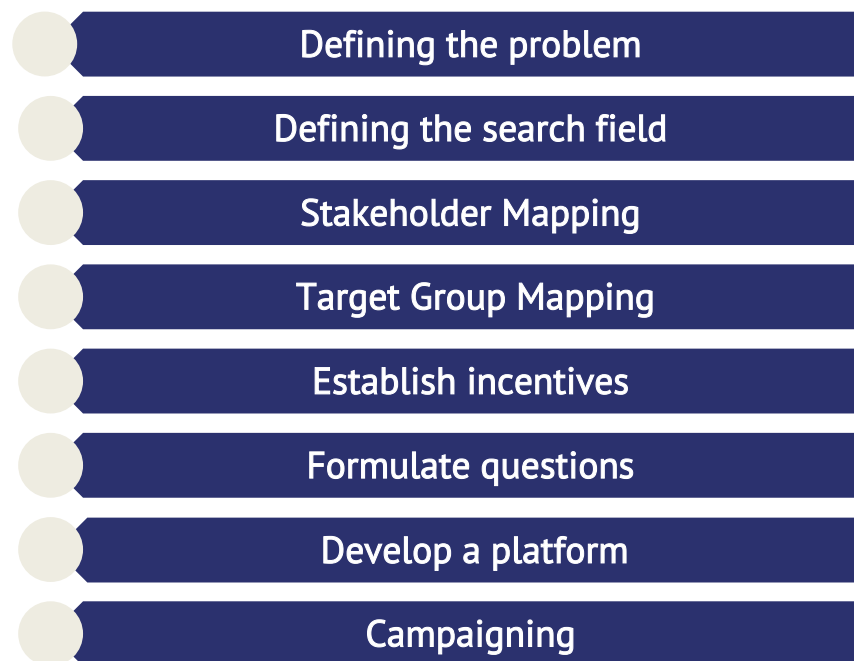 Defining the problem
Defining the search field
Stakeholder Mapping
Target Group Mapping
Establish incentives
Formulate questions
Develop a platform
Campaigning